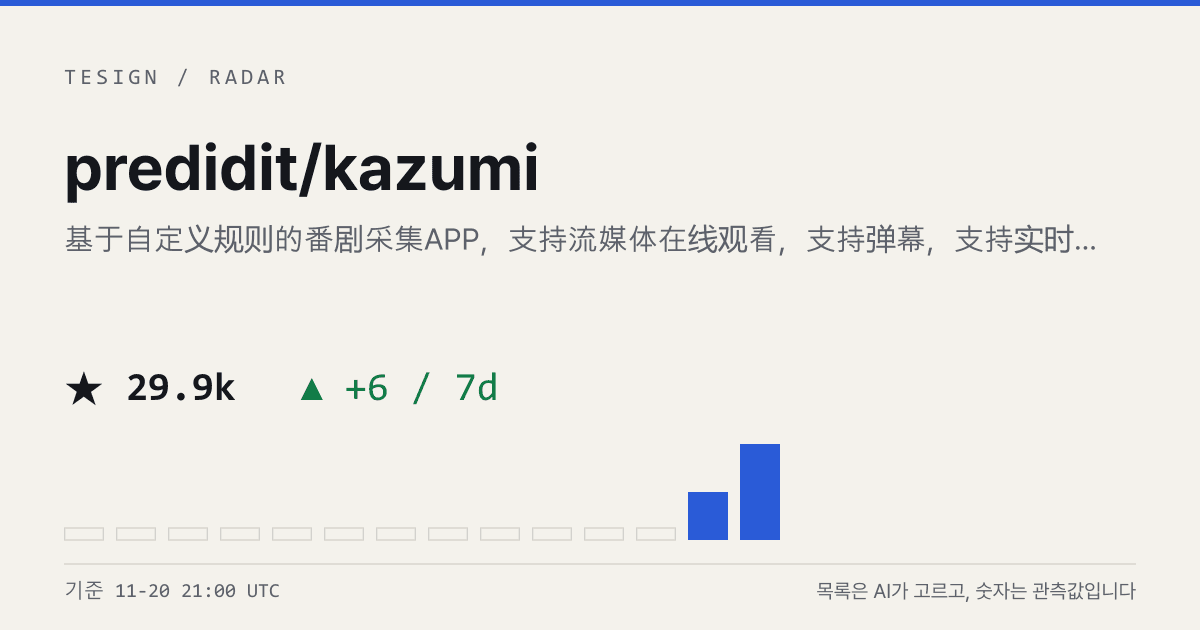 TESIGN / RADAR
predidit/kazumi
基于自定义规则的番剧采集APP，支持流媒体在线观看，支持弹幕，支持实时…
★ 29.9k ▲ +6 / 7d
기준 11-20 21:00 UTC
목록은 AI가 고르고, 숫자는 관측값입니다